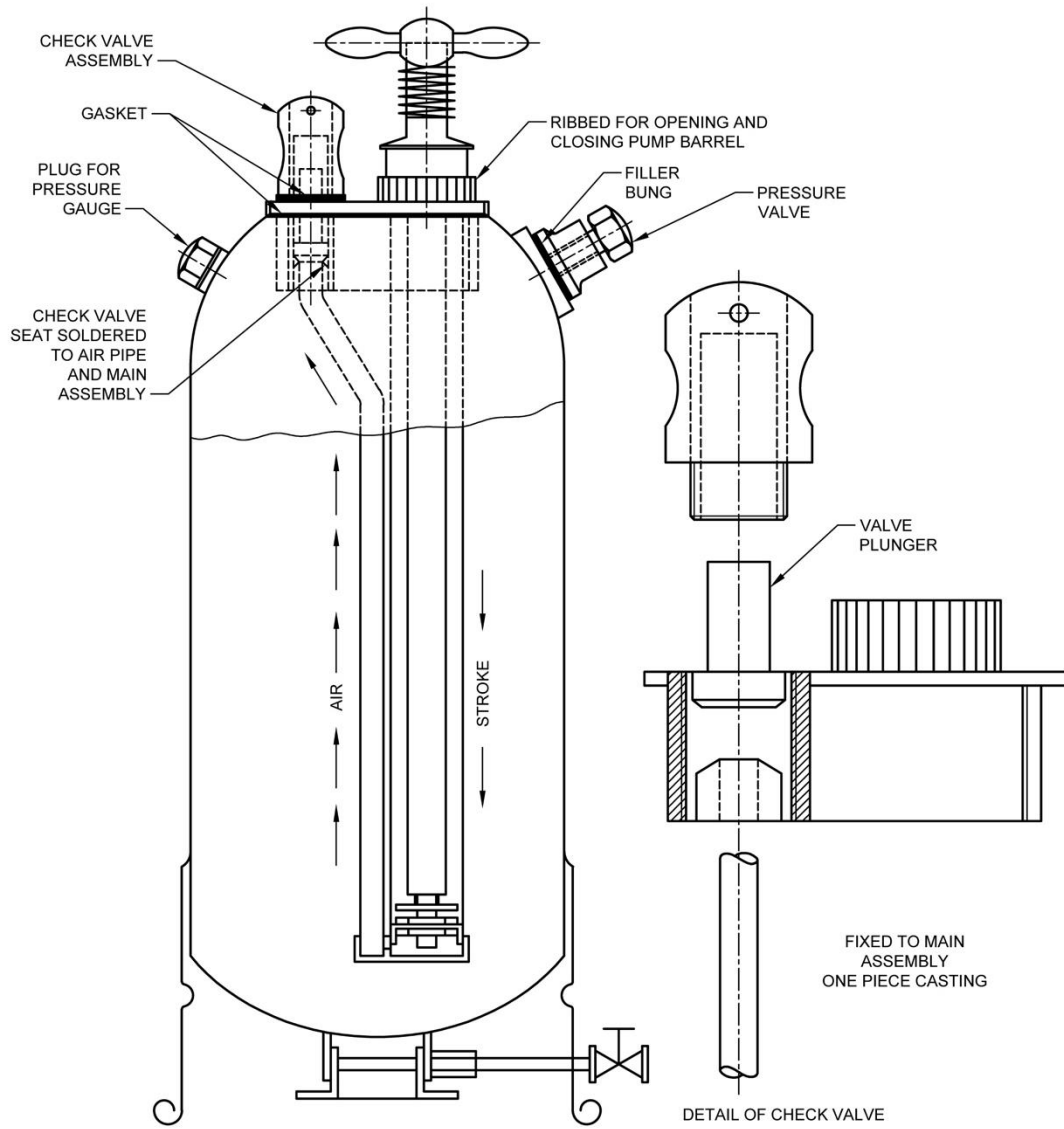 CHECK VALVE
ASSEMBLY
GASKET
PLUG FOR
PRESSURE
GAUGE
CHECK VALVE
SEAT SOLDERED
TO AIR PIPE
AND MAIN
ASSEMBLY
RIBBED FOR OPENING AND
CLOSING PUMP BARREL
FILLER
BUNG
PRESSURE
VALVE
AIR
STROKE
VALVE
PLUNGER
FIXED TO MAIN
ASSEMBLY
ONE PIECE CASTING
DETAIL OF CHECK VALVE